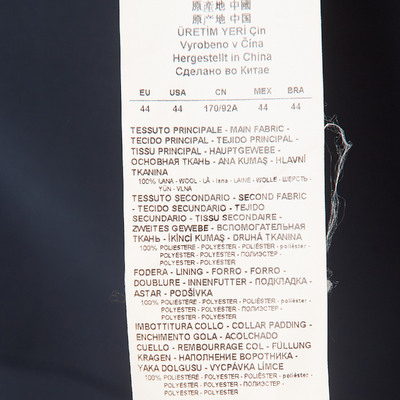 原產地 中國
原产地 中国
ÜRETİM YERİ Çin
Vyrobeno v Čína
Hergestellt in China
Сделано во Китае
EU USA CN MEX BRA
44 44 170/92A 44 44
TESSUTO PRINCIPALE - MAIN FABRIC -
TECIDO PRINCIPAL - TEJIDO PRINCIPAL -
TISSU PRINCIPAL - HAUPTGEWEBE -
ОСНОВНАЯ ТКАНЬ - ANA KUMAŞ - HLAVNÍ
TKANINA
100% LANA - WOOL - LÃ - lana - LAINE - WOLLE - ШЕРСТЬ -
YÜN - VLNA
TESSUTO SECONDARIO - SECOND FABRIC
- TECIDO SECUNDÁRIO - TEJIDO
SECUNDARIO - TISSU SECONDAIRE -
ZWEITES GEWEBE - ВСПОМОГАТЕЛЬНАЯ
ТКАНЬ - İKİNCİ KUMAŞ - DRUHÁ TKANINA
100% POLIESTERE - POLYESTER - POLIÉSTER - poliéster -
POLYESTER - POLYESTER - ПОЛИЭСТЕР -
POLYESTER - POLYESTER
FODERA - LINING - FORRO - FORRO -
DOUBLURE - INNENFUTTER - ПОДКЛАДКА -
ASTAR - PODŠÍVKA
100% POLIESTERE - POLYESTER - POLIÉSTER - poliéster -
POLYESTER - POLYESTER - ПОЛИЭСТЕР -
POLYESTER - POLYESTER
IMBOTTITURA COLLO - COLLAR PADDING -
ENCHIMENTO GOLA - ACOLCHADO
CUELLO - REMBOURRAGE COL - FÜLLUNG
KRAGEN - НАПОЛНЕНИЕ ВОРОТНИКА -
YAKA DOLGUSU - VYCPÁVKA LÍMCE
100% POLIESTERE - POLYESTER - POLIÉSTER - poliéster -
POLYESTER - POLYESTER - ПОЛИЭСТЕР -
POLYESTER - POLYESTER